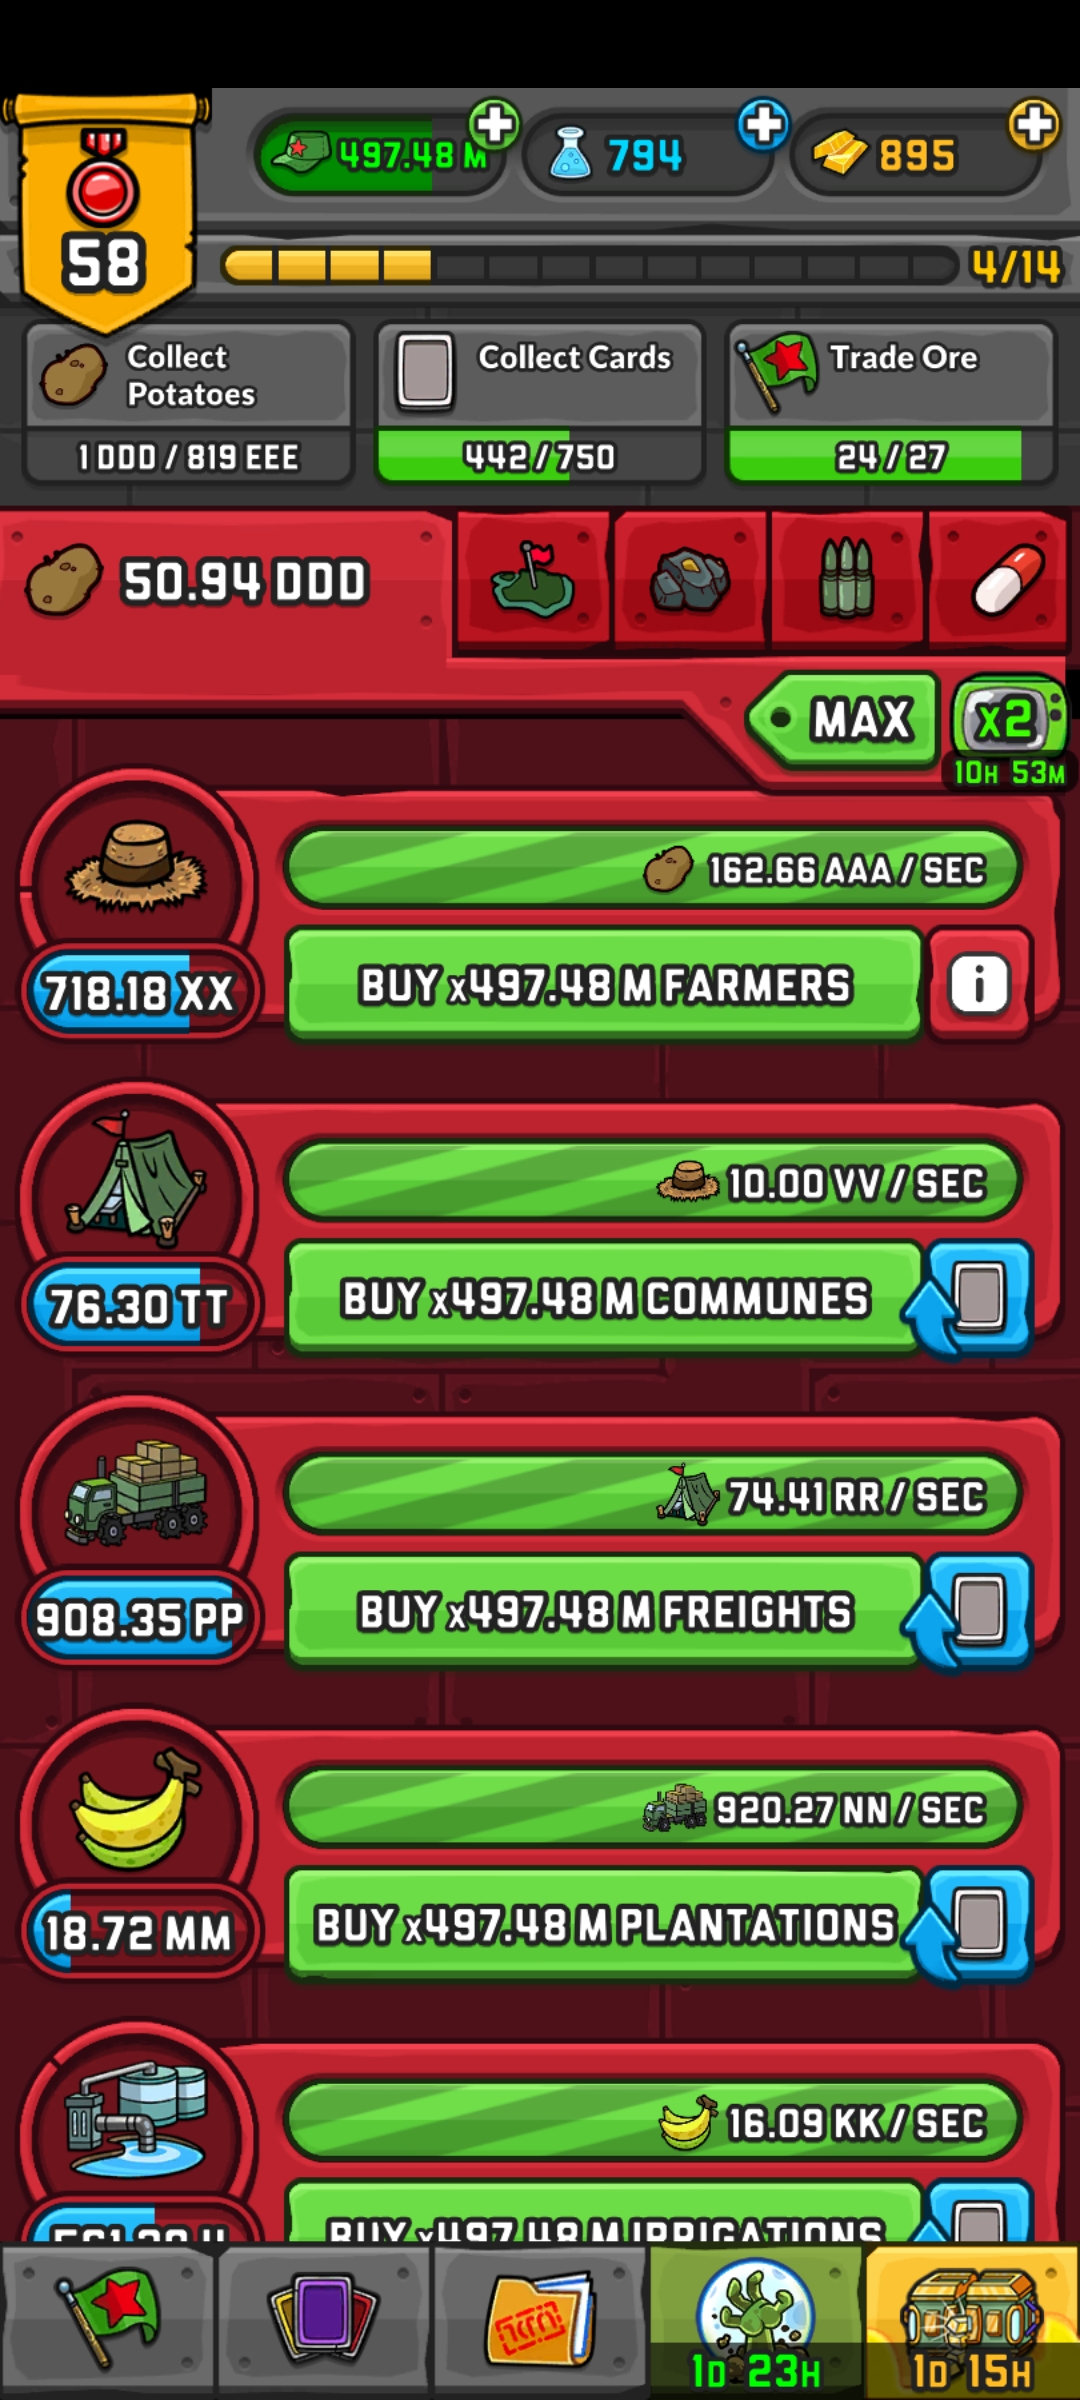 497.48 M
794
895
58
4/14
Collect
Potatoes
Collect Cards
Trade Ore
1 DDD / 819 EEE
442 / 750
24 / 27
50.94 DDD
MAX
x2
10H 53M
162.66 AAA / SEC
718.18 XX
BUY x497.48 M FARMERS
i
10.00 VV / SEC
76.30 TT
BUY x497.48 M COMMUNES
74.41 RR / SEC
908.35 PP
BUY x497.48 M FREIGHTS
920.27 NN / SEC
18.72 MM
BUY x497.48 M PLANTATIONS
16.09 KK / SEC
BUY x497.48 M IRRIGATIONS
1D 23H
1D 15H